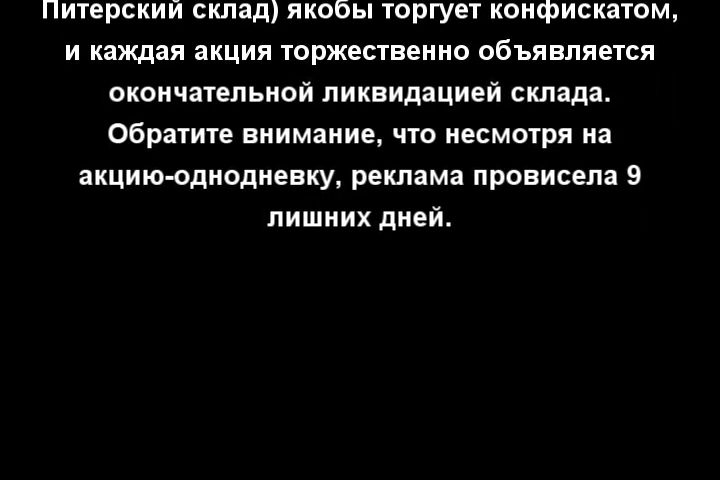 Питерский склад) якобы торгует конфискатом,
и каждая акция торжественно объявляется
окончательной ликвидацией склада.
Обратите внимание, что несмотря на
акцию-однодневку, реклама провисела 9
лишних дней.